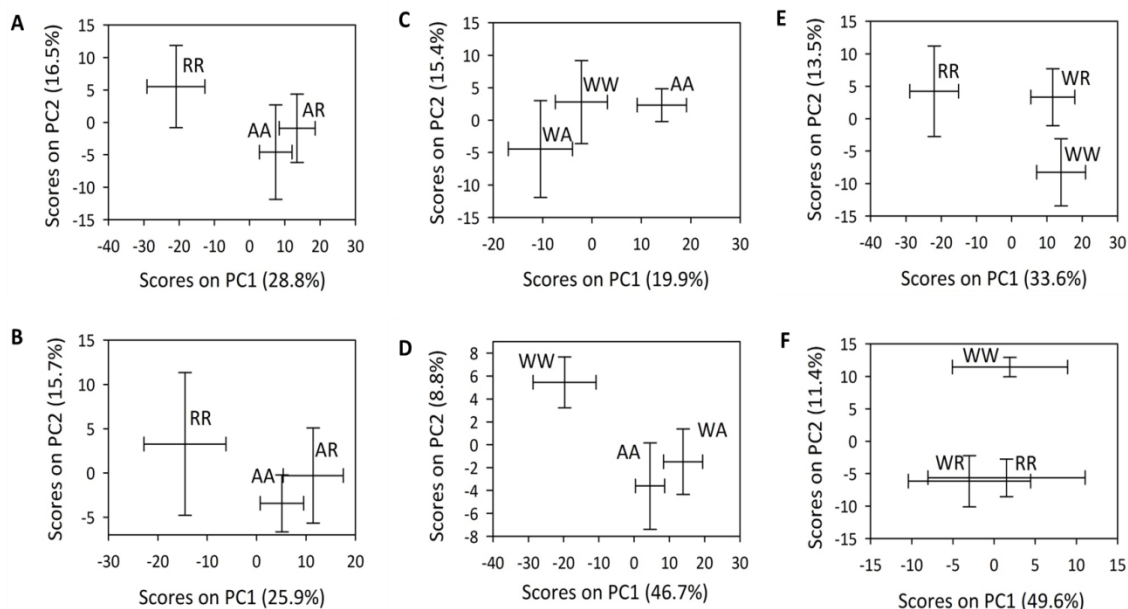 A
Scores on PC2 (16.5%)
15
10
5
0
-5
-10
-15
RR
AA
AR
-40 -30 -20 -10 0 10 20 30
Scores on PC1 (28.8%)
C
Scores on PC2 (15.4%)
15
10
5
0
-5
-10
-15
WA
WW
AA
-20 -10 0 10 20 30
Scores on PC1 (19.9%)
E
Scores on PC2 (13.5%)
15
10
5
0
-5
-10
-15
RR
WR
WW
-30 -20 -10 0 10 20 30
Scores on PC1 (33.6%)
B
Scores on PC2 (15.7%)
15
10
5
0
-5
RR
AA
AR
-30 -20 -10 0 10 20
Scores on PC1 (25.9%)
D
Scores on PC2 (8.8%)
8
6
4
2
0
-2
-4
-6
-8
WW
AA
WA
-40 -30 -20 -10 0 10 20 30
Scores on PC1 (46.7%)
F
Scores on PC2 (11.4%)
15
10
5
0
-5
-10
-15
WW
WR
RR
-15 -10 -5 0 5 10 15
Scores on PC1 (49.6%)